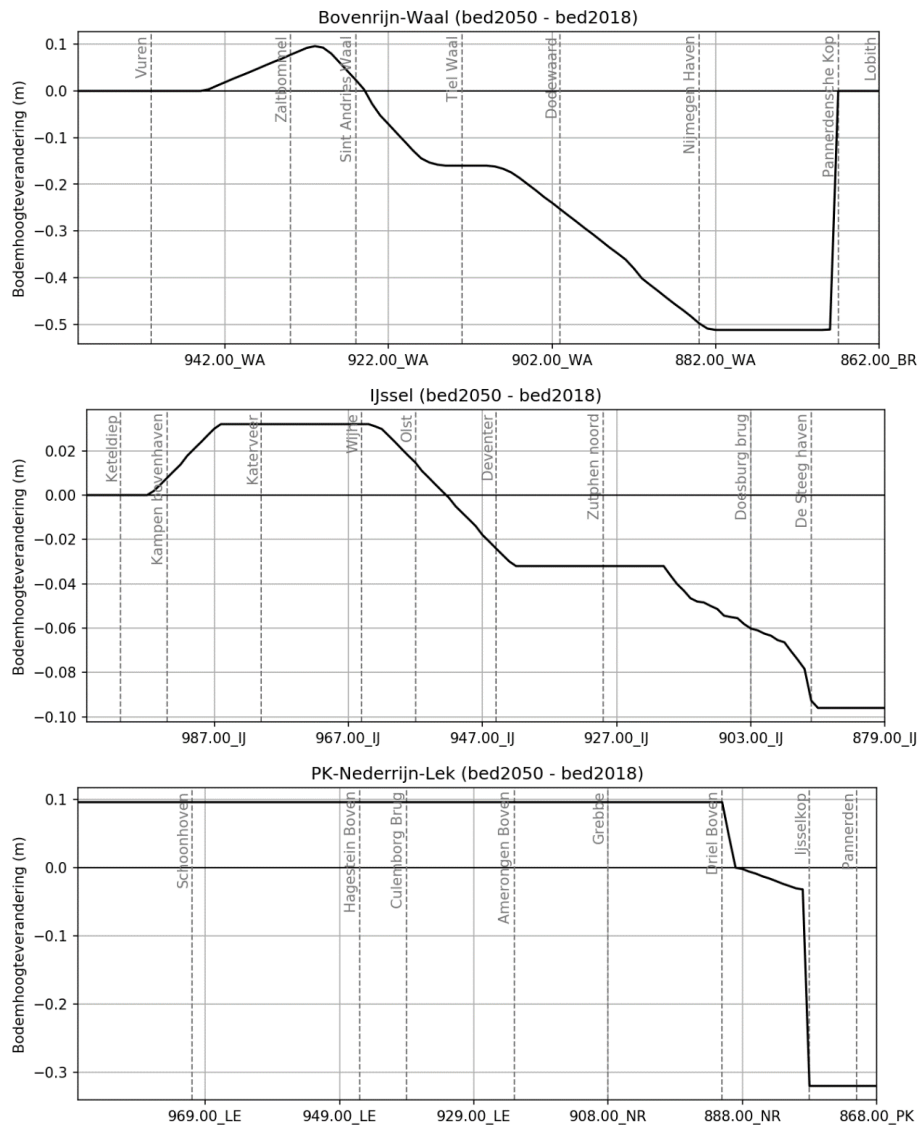 Bovenrijn-Waal (bed2050 - bed2018)
Bodemhoogteverandering (m)
0.1
0.0
−0.1
−0.2
−0.3
−0.4
−0.5
Vuren
Zaltbommel
Sint Andries Waal
Tiel Waal
Dodewaard
Nijmegen Haven
Pannerdensche Kop
Lobith
942.00_WA
922.00_WA
902.00_WA
882.00_WA
862.00_BR
IJssel (bed2050 - bed2018)
Bodemhoogteverandering (m)
0.02
0.00
−0.02
−0.04
−0.06
−0.08
−0.10
Keteldiep
Kampen bovenhaven
Katerveer
Wijhe
Olst
Deventer
Zutphen noord
Doesburg brug
De Steeg haven
987.00_IJ
967.00_IJ
947.00_IJ
927.00_IJ
903.00_IJ
879.00_IJ
PK-Nederrijn-Lek (bed2050 - bed2018)
Bodemhoogteverandering (m)
0.1
0.0
−0.1
−0.2
−0.3
Schoonhoven
Hagestein Boven
Culemborg Brug
Amerongen Boven
Grebbe
Driel Boven
IJsselkop
Pannerden
969.00_LE
949.00_LE
929.00_LE
908.00_NR
888.00_NR
868.00_PK